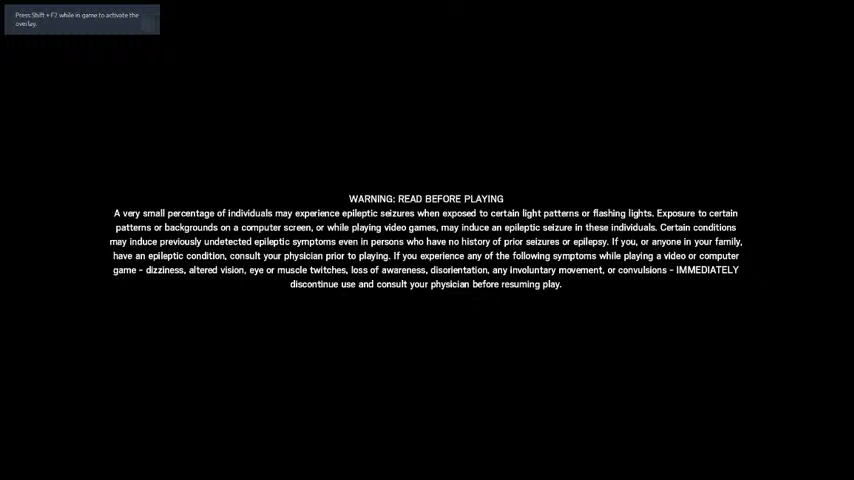 Press Shift + F2 while in game to activate the
overlay.
WARNING: READ BEFORE PLAYING
A very small percentage of individuals may experience epileptic seizures when exposed to certain light patterns or flashing lights. Exposure to certain
patterns or backgrounds on a computer screen, or while playing video games, may induce an epileptic seizure in these individuals. Certain conditions
may induce previously undetected epileptic symptoms even in persons who have no history of prior seizures or epilepsy. If you, or anyone in your family,
have an epileptic condition, consult your physician prior to playing. If you experience any of the following symptoms while playing a video or computer
game - dizziness, altered vision, eye or muscle twitches, loss of awareness, disorientation, any involuntary movement, or convulsions - IMMEDIATELY
discontinue use and consult your physician before resuming play.